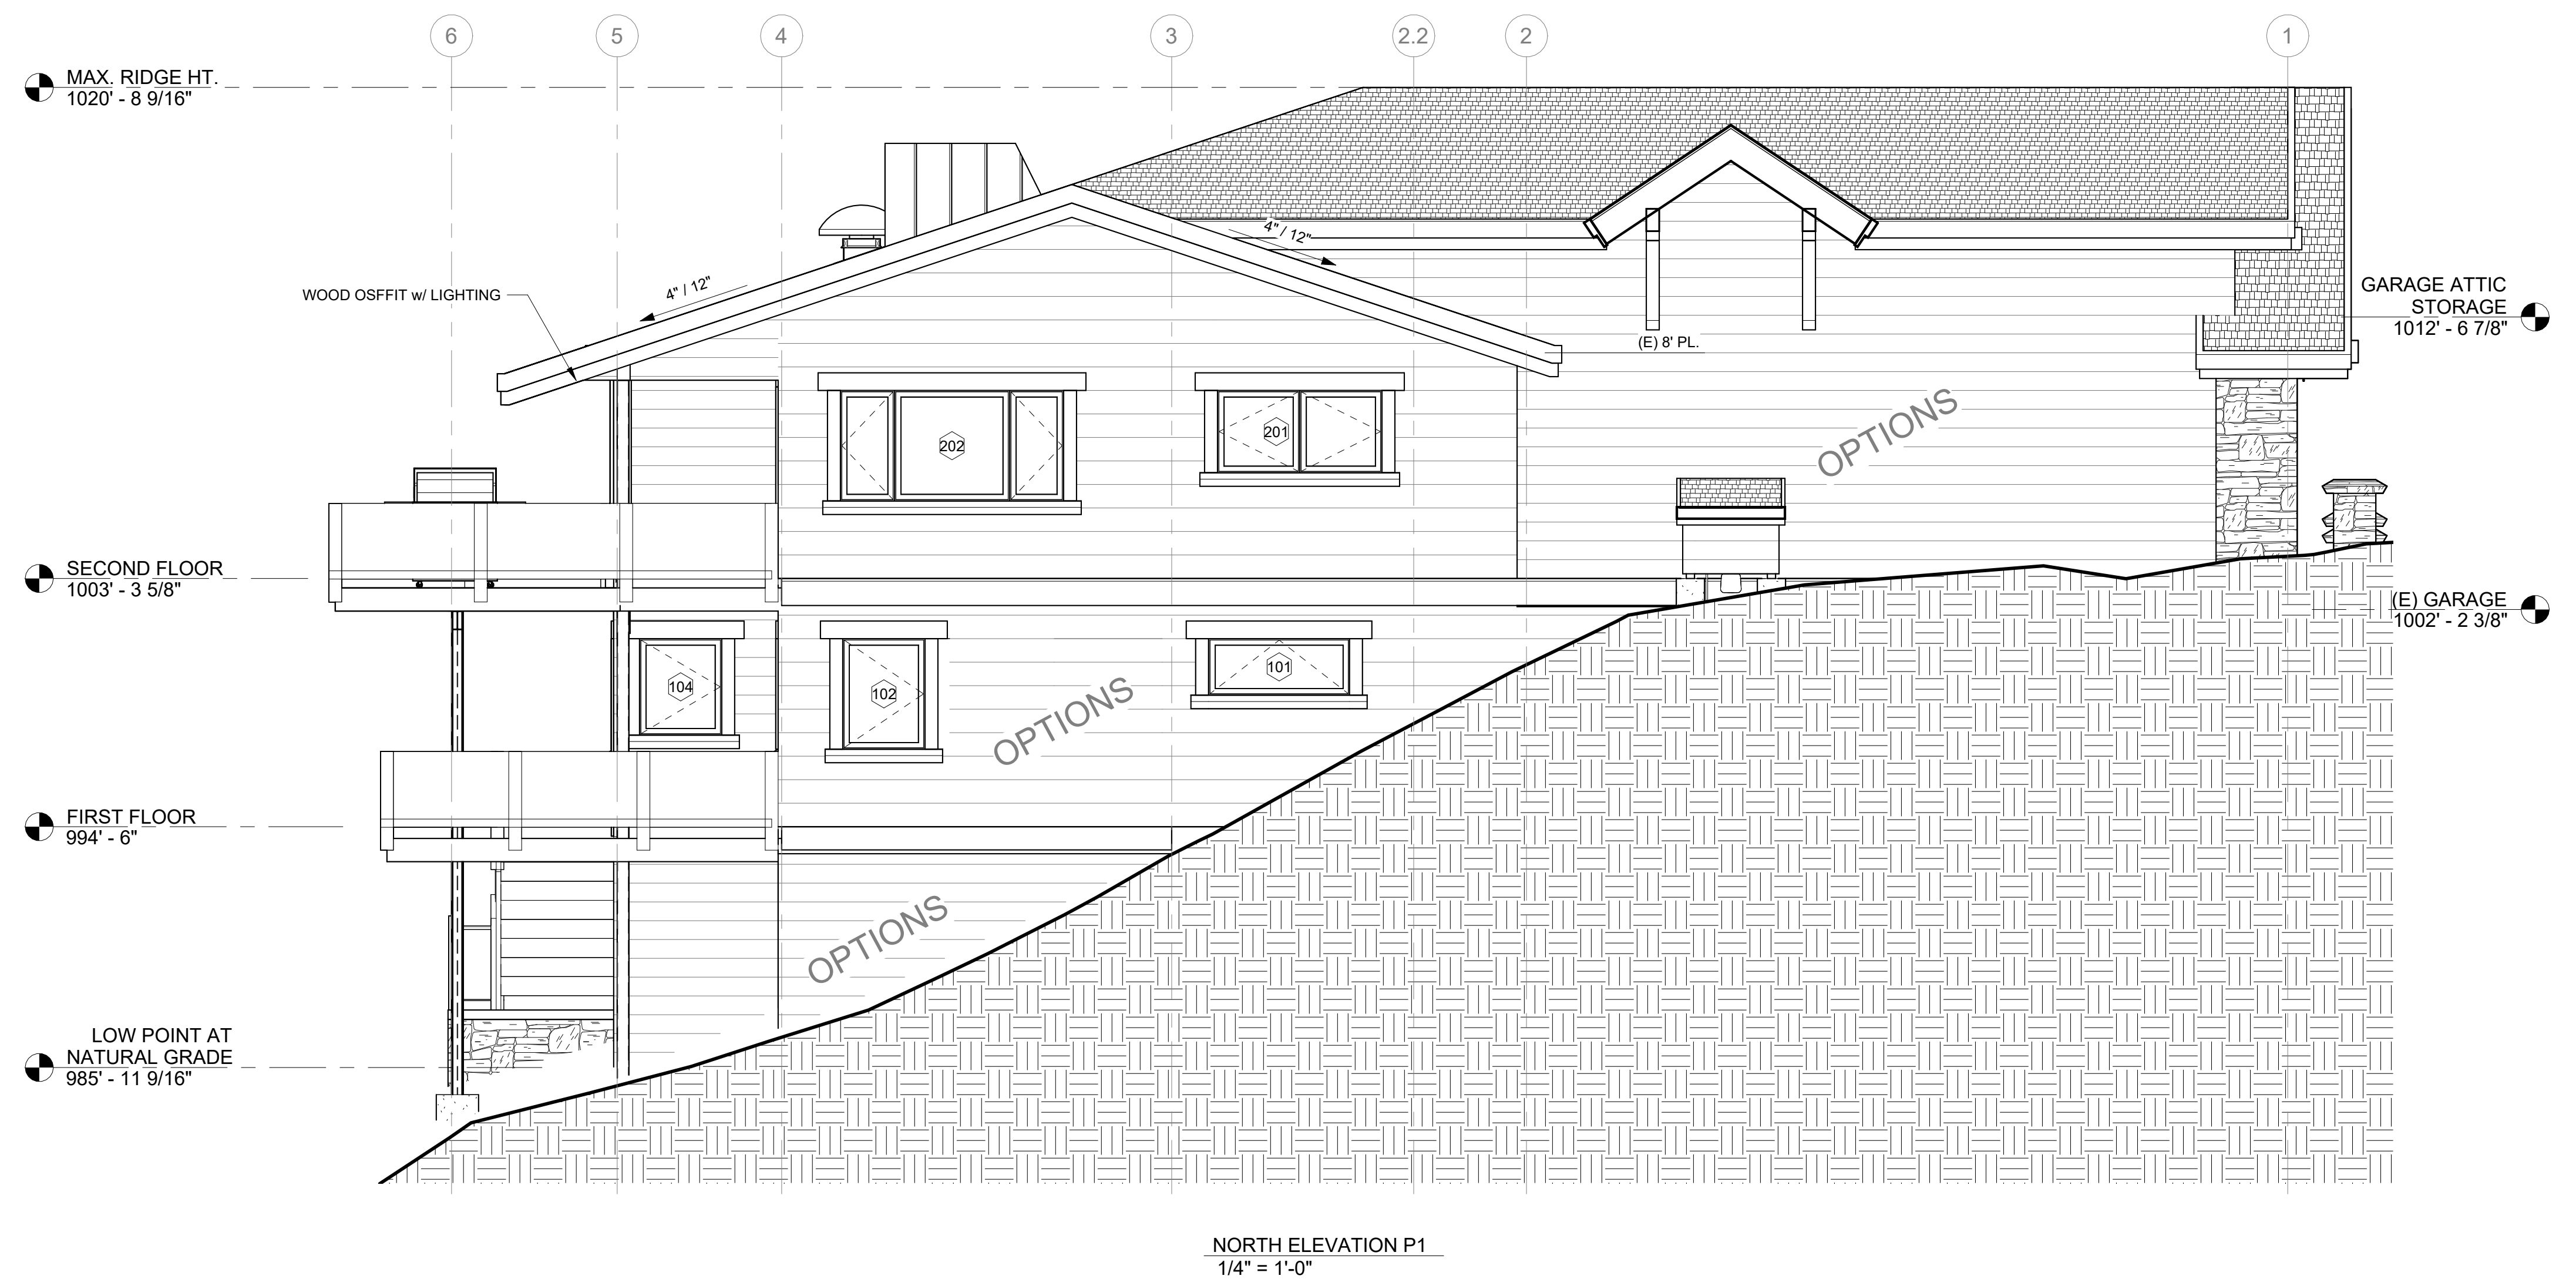 6
5
4
3
2.2
2
1
MAX. RIDGE HT.
1020' - 8 9/16"
4" / 12"
4" / 12"
WOOD OSFFIT w/ LIGHTING
GARAGE ATTIC
STORAGE
1012' - 6 7/8"
(E) 8' PL.
OPTIONS
202
201
SECOND FLOOR
1003' - 3 5/8"
(E) GARAGE
1002' - 2 3/8"
104
102
101
OPTIONS
FIRST FLOOR
994' - 6"
OPTIONS
LOW POINT AT
NATURAL GRADE
985' - 11 9/16"
NORTH ELEVATION P1
1/4" = 1'-0"